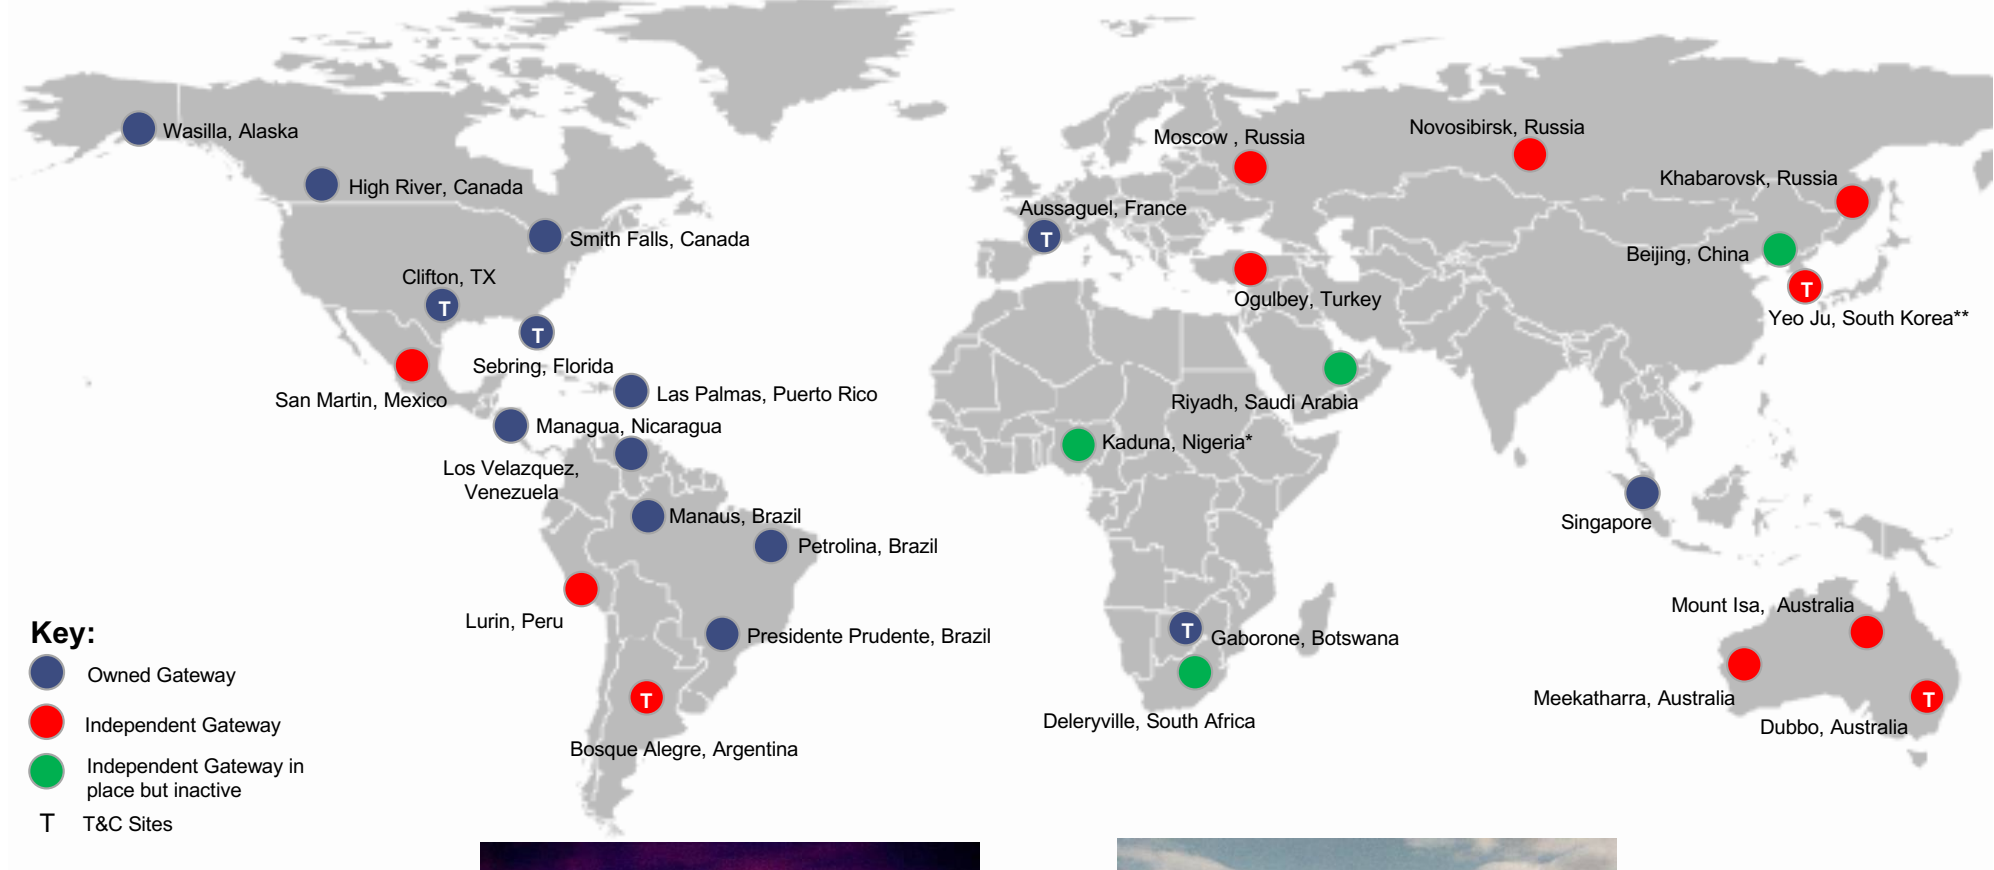 Wasilla, Alaska
High River, Canada
Smith Falls, Canada
Clifton, TX
T
T
Sebring, Florida
San Martin, Mexico
Las Palmas, Puerto Rico
Managua, Nicaragua
Los Velazquez,
Venezuela
Manaus, Brazil
Petrolina, Brazil
Lurin, Peru
Presidente Prudente, Brazil
T
Bosque Alegre, Argentina
Moscow , Russia
Novosibirsk, Russia
Khabarovsk, Russia
Aussaguel, France
T
Beijing, China
Ogulbey, Turkey
T
Yeo Ju, South Korea**
Riyadh, Saudi Arabia
Kaduna, Nigeria*
Singapore
T
Gaborone, Botswana
Deleryville, South Africa
Mount Isa, Australia
Meekatharra, Australia
T
Dubbo, Australia
Key:
Owned Gateway
Independent Gateway
Independent Gateway in
place but inactive
T T&C Sites